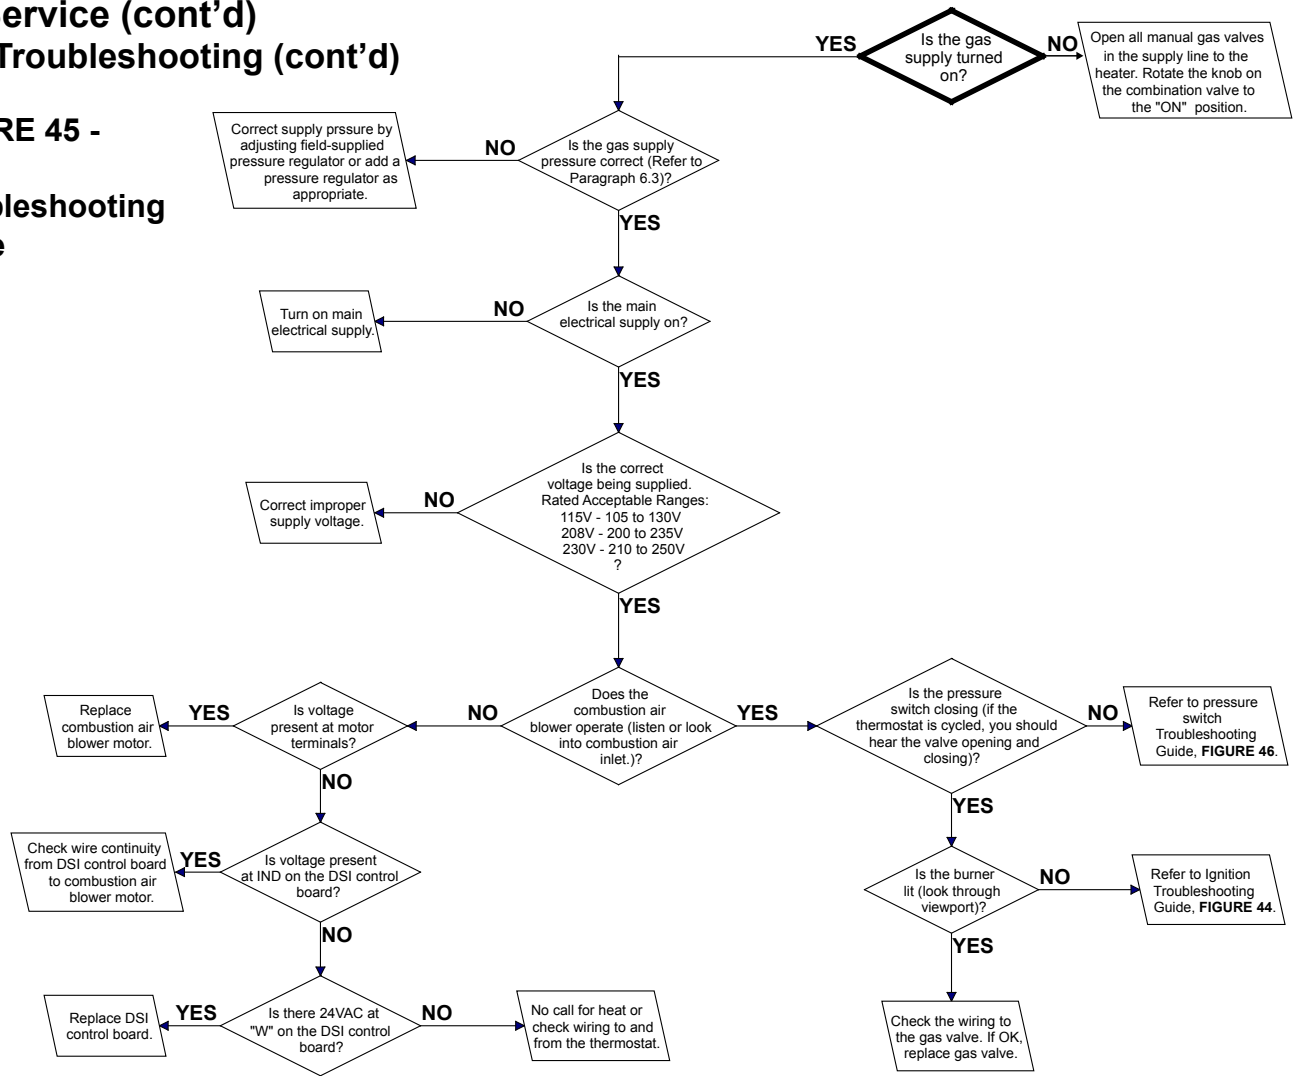 ervice (cont’d)
Troubleshooting (cont’d)
RE 45 -
leshooting
YES
Is the gas
supply turned
on?
NO
Open all manual gas valves
in the supply line to the
heater. Rotate the knob on
the combination valve to
the "ON" position.
Correct supply prssure by
adjusting field-supplied
pressure regulator or add a
pressure regulator as
appropriate.
NO
Is the gas supply
pressure correct (Refer to
Paragraph 6.3)?
YES
Turn on main
electrical supply.
NO
Is the main
electrical supply on?
YES
Correct improper
supply voltage.
NO
Is the correct
voltage being supplied.
Rated Acceptable Ranges:
115V - 105 to 130V
208V - 200 to 235V
230V - 210 to 250V
?
YES
Replace
combustion air
blower motor.
YES
Is voltage
present at motor
terminals?
NO
Does the
combustion air
blower operate (listen or look
into combustion air
inlet.)?
YES
Is the pressure
switch closing (if the
thermostat is cycled, you should
hear the valve opening and
closing)?
NO
Refer to pressure
switch
Troubleshooting
Guide, FIGURE 46.
NO
YES
Check wire continuity
from DSI control board
to combustion air
blower motor.
YES
Is voltage present
at IND on the DSI control
board?
Is the burner
lit (look through
viewport)?
NO
Refer to Ignition
Troubleshooting
Guide, FIGURE 44.
NO
YES
Replace DSI
control board.
YES
Is there 24VAC at
"W" on the DSI control
board?
NO
No call for heat or
check wiring to and
from the thermostat.
Check the wiring to
the gas valve. If OK,
replace gas valve.